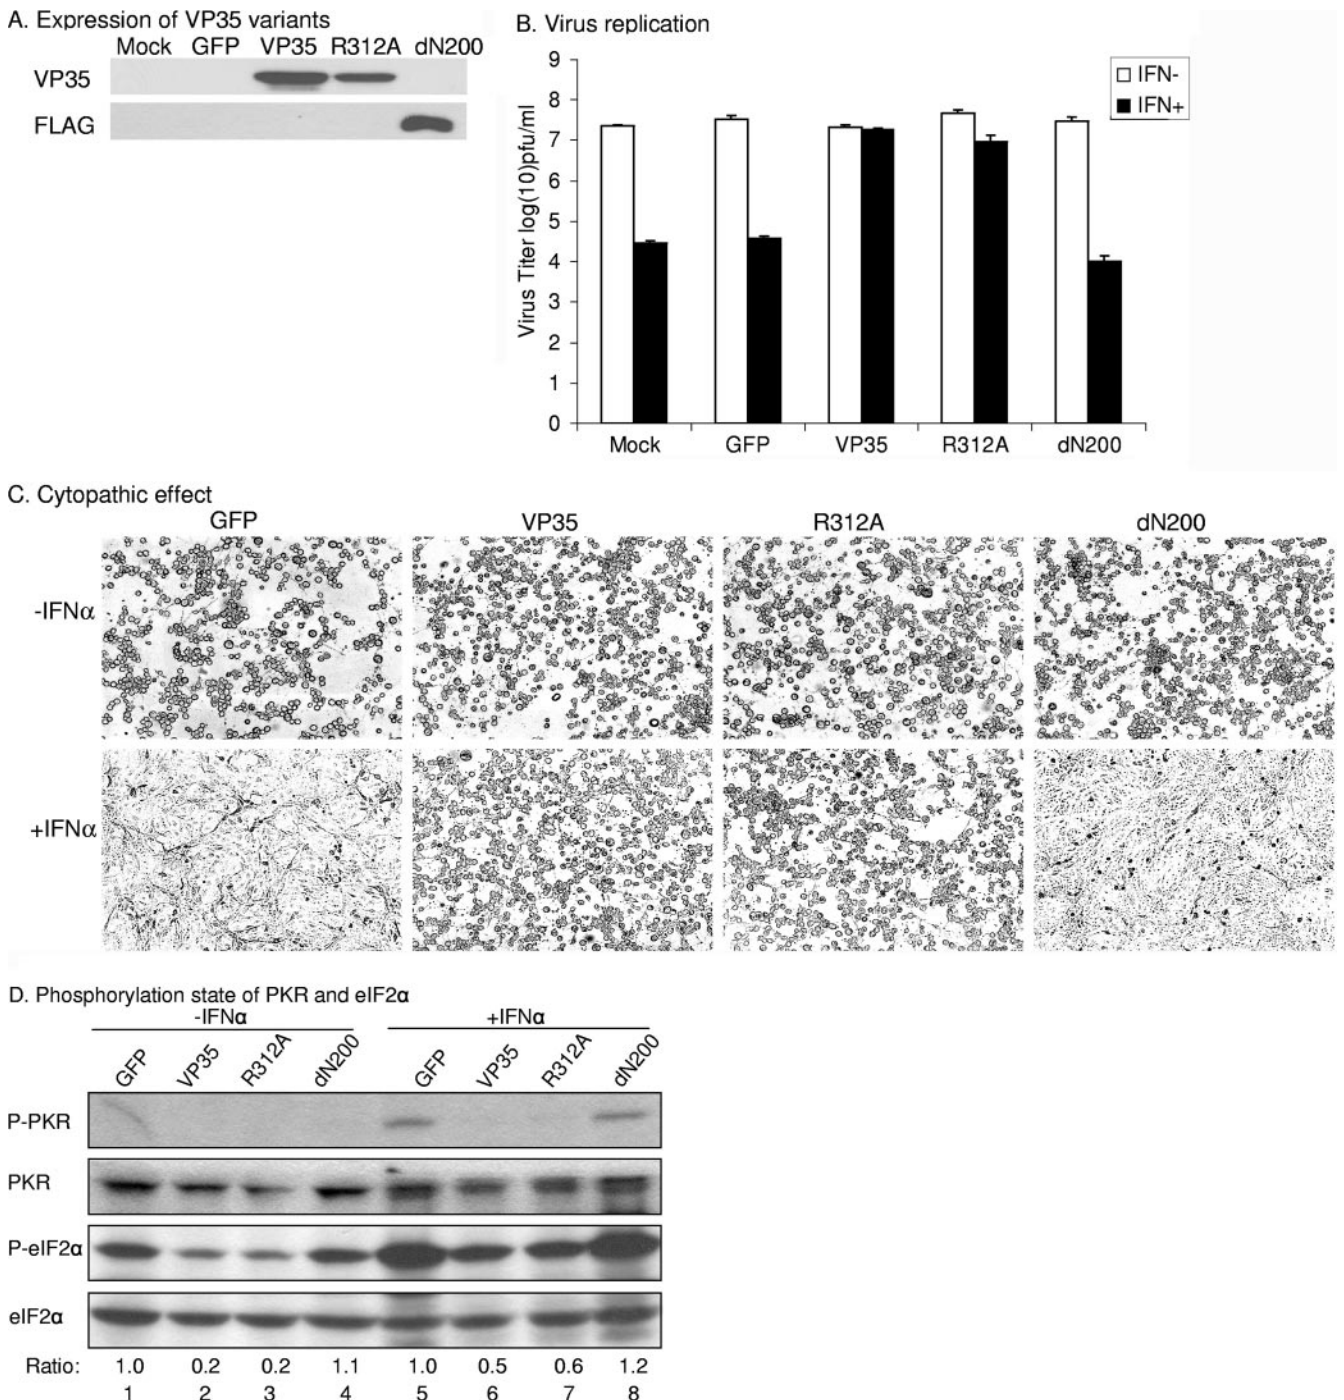 A. Expression of VP35 variants
Mock GFP VP35 R312A dN200
VP35
FLAG
B. Virus replication
Virus Titer log(10)pfu/ml
9
8
7
6
5
4
3
2
1
0
IFN-
IFN+
Mock GFP VP35 R312A dN200
C. Cytopathic effect
GFP VP35 R312A dN200
-IFNα
+IFNα
D. Phosphorylation state of PKR and eIF2α
-IFNα +IFNα
GFP VP35 R312A dN200 GFP VP35 R312A dN200
P-PKR
PKR
P-eIF2α
eIF2α
Ratio: 1.0 0.2 0.2 1.1 1.0 0.5 0.6 1.2
1 2 3 4 5 6 7 8